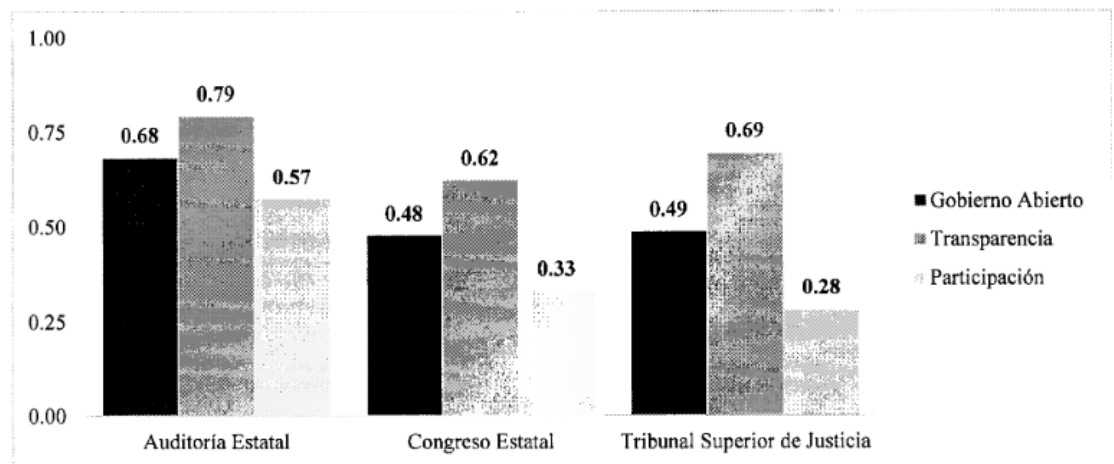 1.00
0.79
0.75
0.68
0.69
0.62
0.57
0.50
0.48
0.49
0.33
0.28
0.25
0.00
Gobierno Abierto
Transparencia
Participación
Auditoría Estatal
Congreso Estatal
Tribunal Superior de Justicia